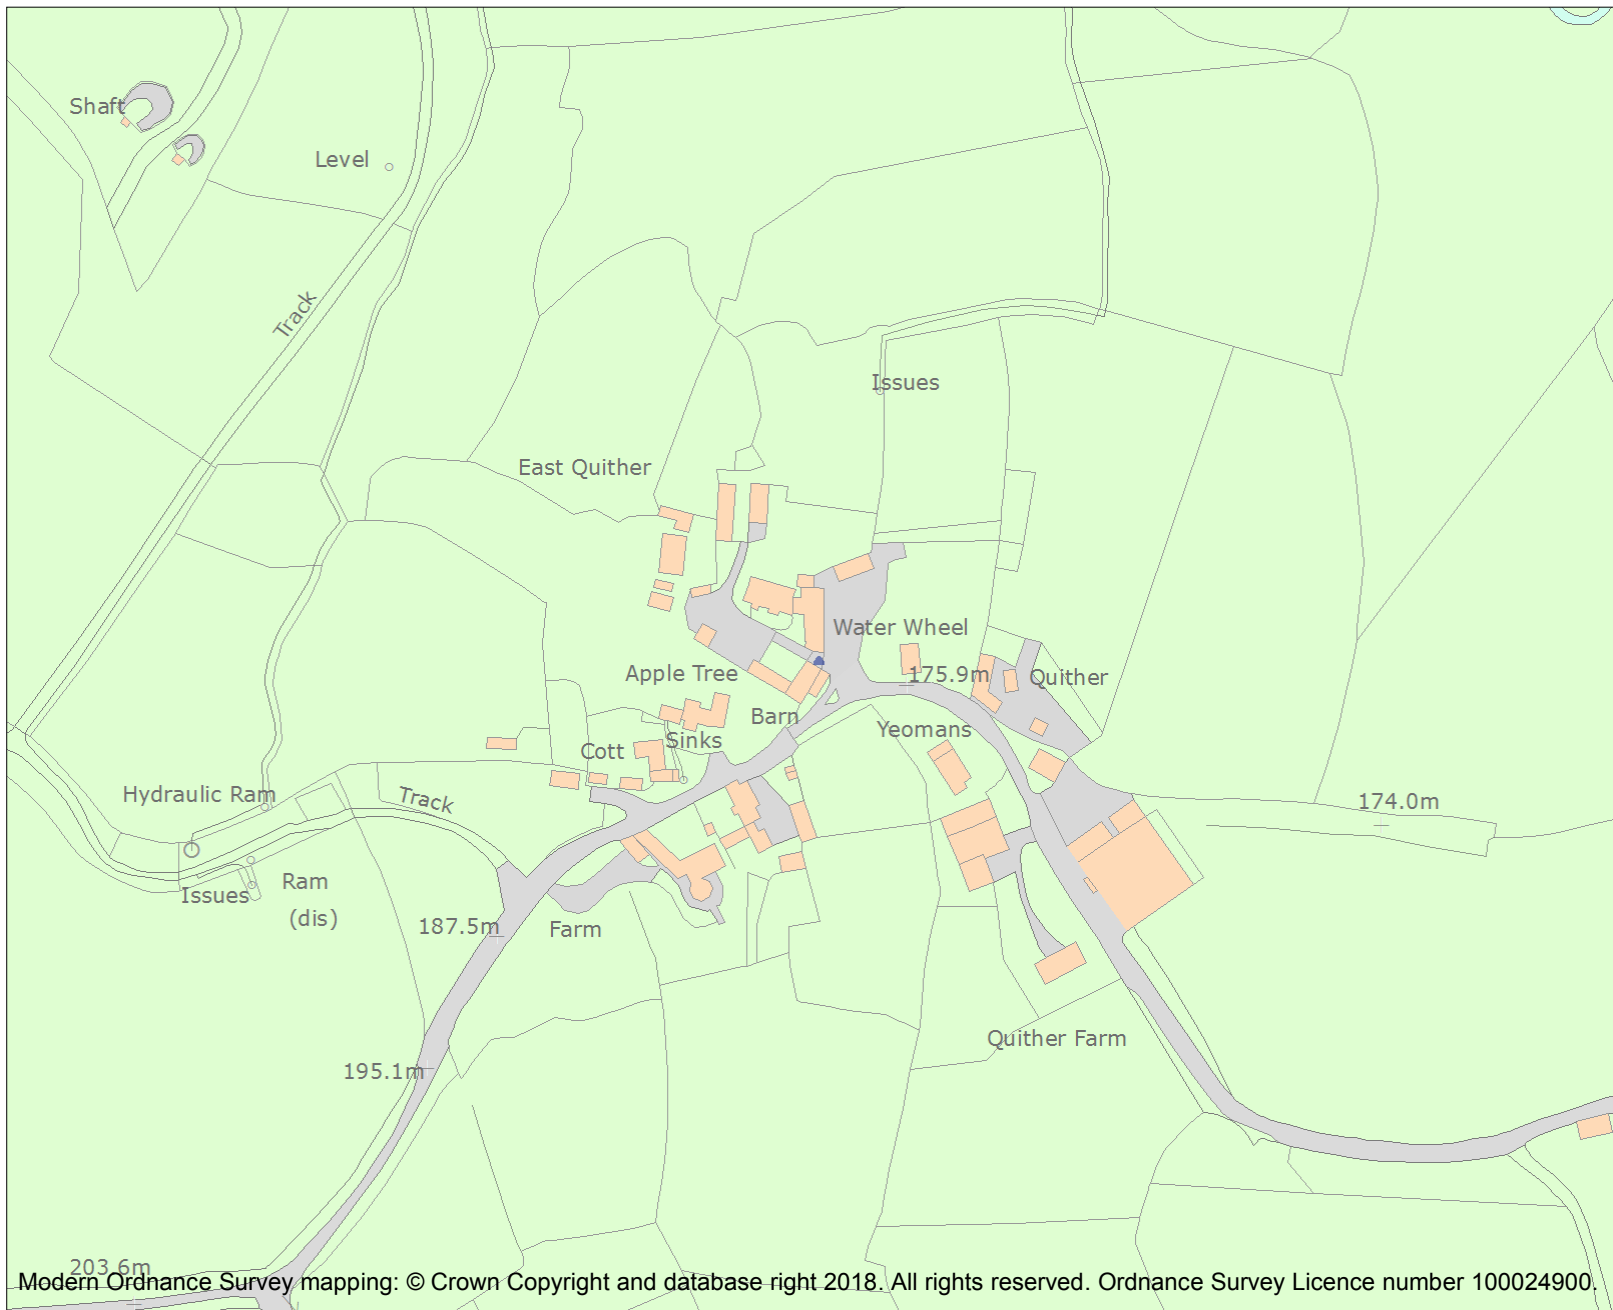 Shaft
Level
Track
Issues
East Quither
Water Wheel
Apple Tree
175.9m
Quither
Barn
Yeomans
Cott
Sinks
Hydraulic Ram
Track
174.0m
Ram
Issues
(dis)
187.5m
Farm
Quither Farm
195.1m
203.6m
Modern Ordnance Survey mapping: © Crown Copyright and database right 2018. All rights reserved. Ordnance Survey Licence number 100024900.